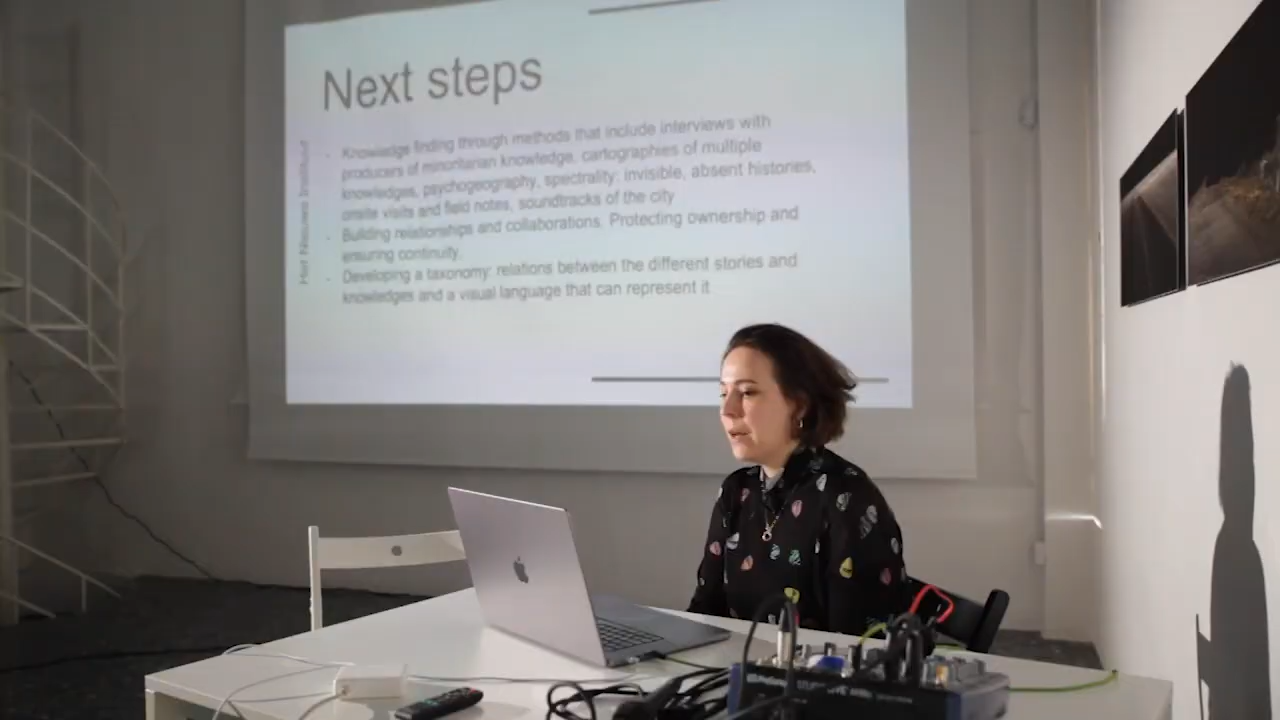 Next steps
Het Nieuwe Instituut
- Knowledge finding through methods that include interviews with
producers of minoritarian knowledge, cartographies of multiple
knowledges, psychogeography, spectrality: invisible, absent histories,
onsite visits and field notes, soundtracks of the city
- Building relationships and collaborations. Protecting ownership and
ensuring continuity.
- Developing a taxonomy: relations between the different stories and
knowledges and a visual language that can represent it